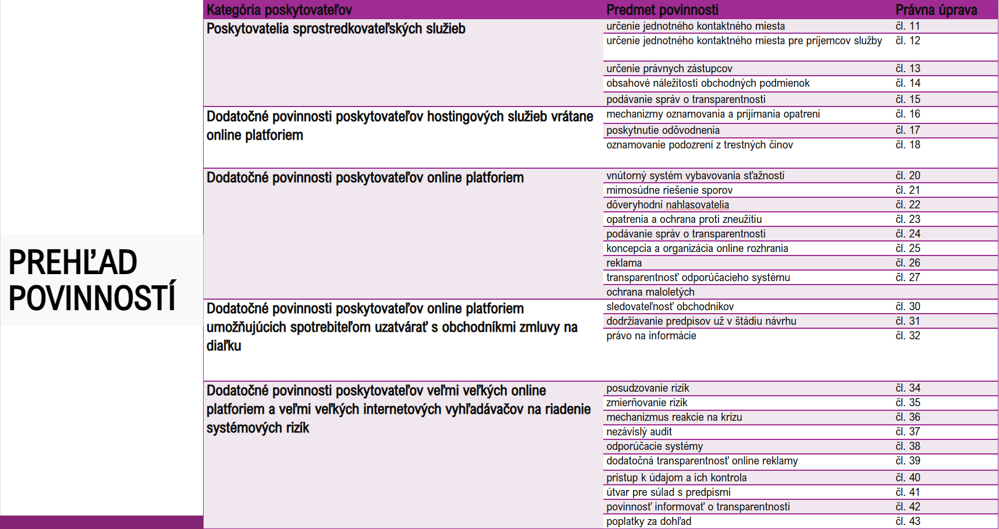 PREHĽAD
POVINNOSTÍ
Kategória poskytovateľov Predmet povinnosti Právna úprava
Poskytovatelia sprostredkovateľských služieb
určenie jednotného kontaktného miesta čl. 11
určenie jednotného kontaktného miesta pre príjemcov služby čl. 12
určenie právnych zástupcov čl. 13
obsahové náležitosti obchodných podmienok čl. 14
podávanie správ o transparentnosti čl. 15
Dodatočné povinnosti poskytovateľov hostingových služieb vrátane
online platforiem
mechanizmy oznamovania a prijímania opatrení čl. 16
poskytnutie odôvodnenia čl. 17
oznamovanie podozrení z trestných činov čl. 18
Dodatočné povinnosti poskytovateľov online platforiem
vnútorný systém vybavovania sťažností čl. 20
mimosúdne riešenie sporov čl. 21
dôveryhodní nahlasovatelia čl. 22
opatrenia a ochrana proti zneužitiu čl. 23
podávanie správ o transparentnosti čl. 24
koncepcia a organizácia online rozhrania čl. 25
reklama čl. 26
transparentnosť odporúčacieho systému čl. 27
ochrana maloletých
Dodatočné povinnosti poskytovateľov online platforiem
umožňujúcich spotrebiteľom uzatvárať s obchodníkmi zmluvy na
diaľku
sledovateľnosť obchodníkov čl. 30
dodržiavanie predpisov už v štádiu návrhu čl. 31
právo na informácie čl. 32
Dodatočné povinnosti poskytovateľov veľmi veľkých online
platforiem a veľmi veľkých internetových vyhľadávačov na riadenie
systémových rizík
posudzovanie rizík čl. 34
zmierňovanie rizík čl. 35
mechanizmus reakcie na krízu čl. 36
nezávislý audit čl. 37
odporúčacie systémy čl. 38
dodatočná transparentnosť online reklamy čl. 39
prístup k údajom a ich kontrola čl. 40
útvar pre súlad s predpismi čl. 41
povinnosť informovať o transparentnosti čl. 42
poplatky za dohľad čl. 43